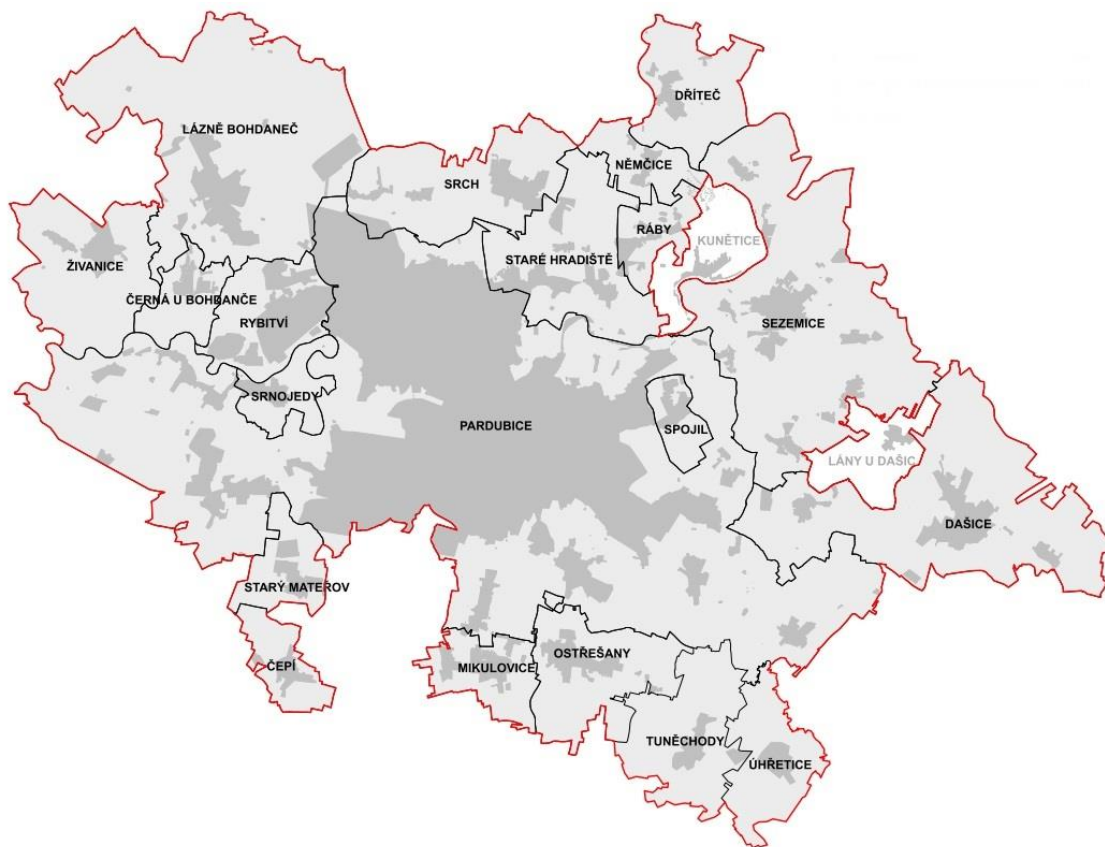 DŘÍTEČ
LÁZNĚ BOHDANEČ
NĚMČICE
SRCH
RÁBY
KUNĚTICE
STARÉ HRADIŠTĚ
ŽIVANICE
ČERNÁ U BOHDANČE
RYBITVÍ
SEZEMICE
SRNOJEDY
PARDUBICE
SPOJIL
LÁNY U DAŠIC
DAŠICE
STARÝ MATEŘOV
OSTŘEŠANY
ČEPÍ
MIKULOVICE
TUNĚCHODY
ÚHŘETICE